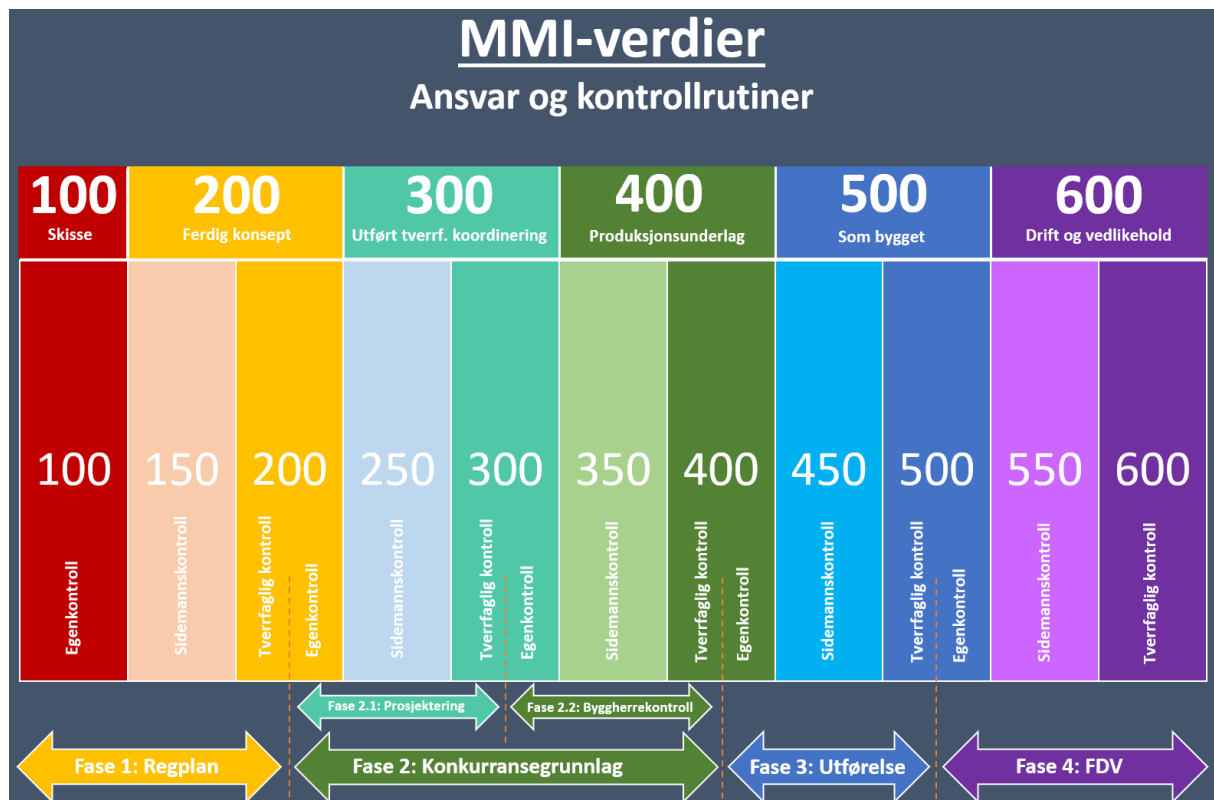 MMI-verdier
Ansvar og kontrollrutiner
100
Skisse
200
Ferdig konsept
300
Utført tverrf. koordinering
400
Produksjonsunderlag
500
Som bygget
600
Drift og vedlikehold
100
Egenkontroll
150
Sidemannskontroll
200
Tverrfaglig kontroll
Egenkontroll
250
Sidemannskontroll
300
Tverrfaglig kontroll
Egenkontroll
350
Sidemannskontroll
400
Tverrfaglig kontroll
Egenkontroll
450
Sidemannskontroll
500
Tverrfaglig kontroll
Egenkontroll
550
Sidemannskontroll
600
Tverrfaglig kontroll
Fase 2.1: Prosjektering
Fase 2.2: Byggherrekontroll
Fase 1: Regplan
Fase 2: Konkurransegrunnlag
Fase 3: Utførelse
Fase 4: FDV